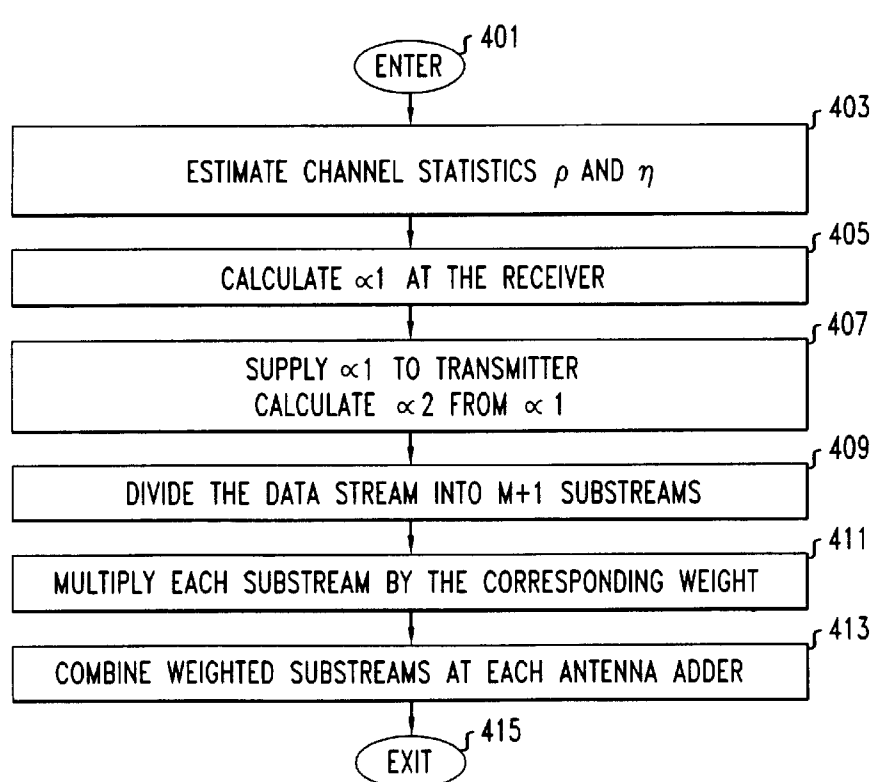 401
ENTER
403
ESTIMATE CHANNEL STATISTICS ρ AND η
405
CALCULATE ∝1 AT THE RECEIVER
407
SUPPLY ∝1 TO TRANSMITTER
CALCULATE ∝2 FROM ∝ 1
409
DIVIDE THE DATA STREAM INTO M+1 SUBSTREAMS
411
MULTIPLY EACH SUBSTREAM BY THE CORRESPONDING WEIGHT
413
COMBINE WEIGHTED SUBSTREAMS AT EACH ANTENNA ADDER
415
EXIT